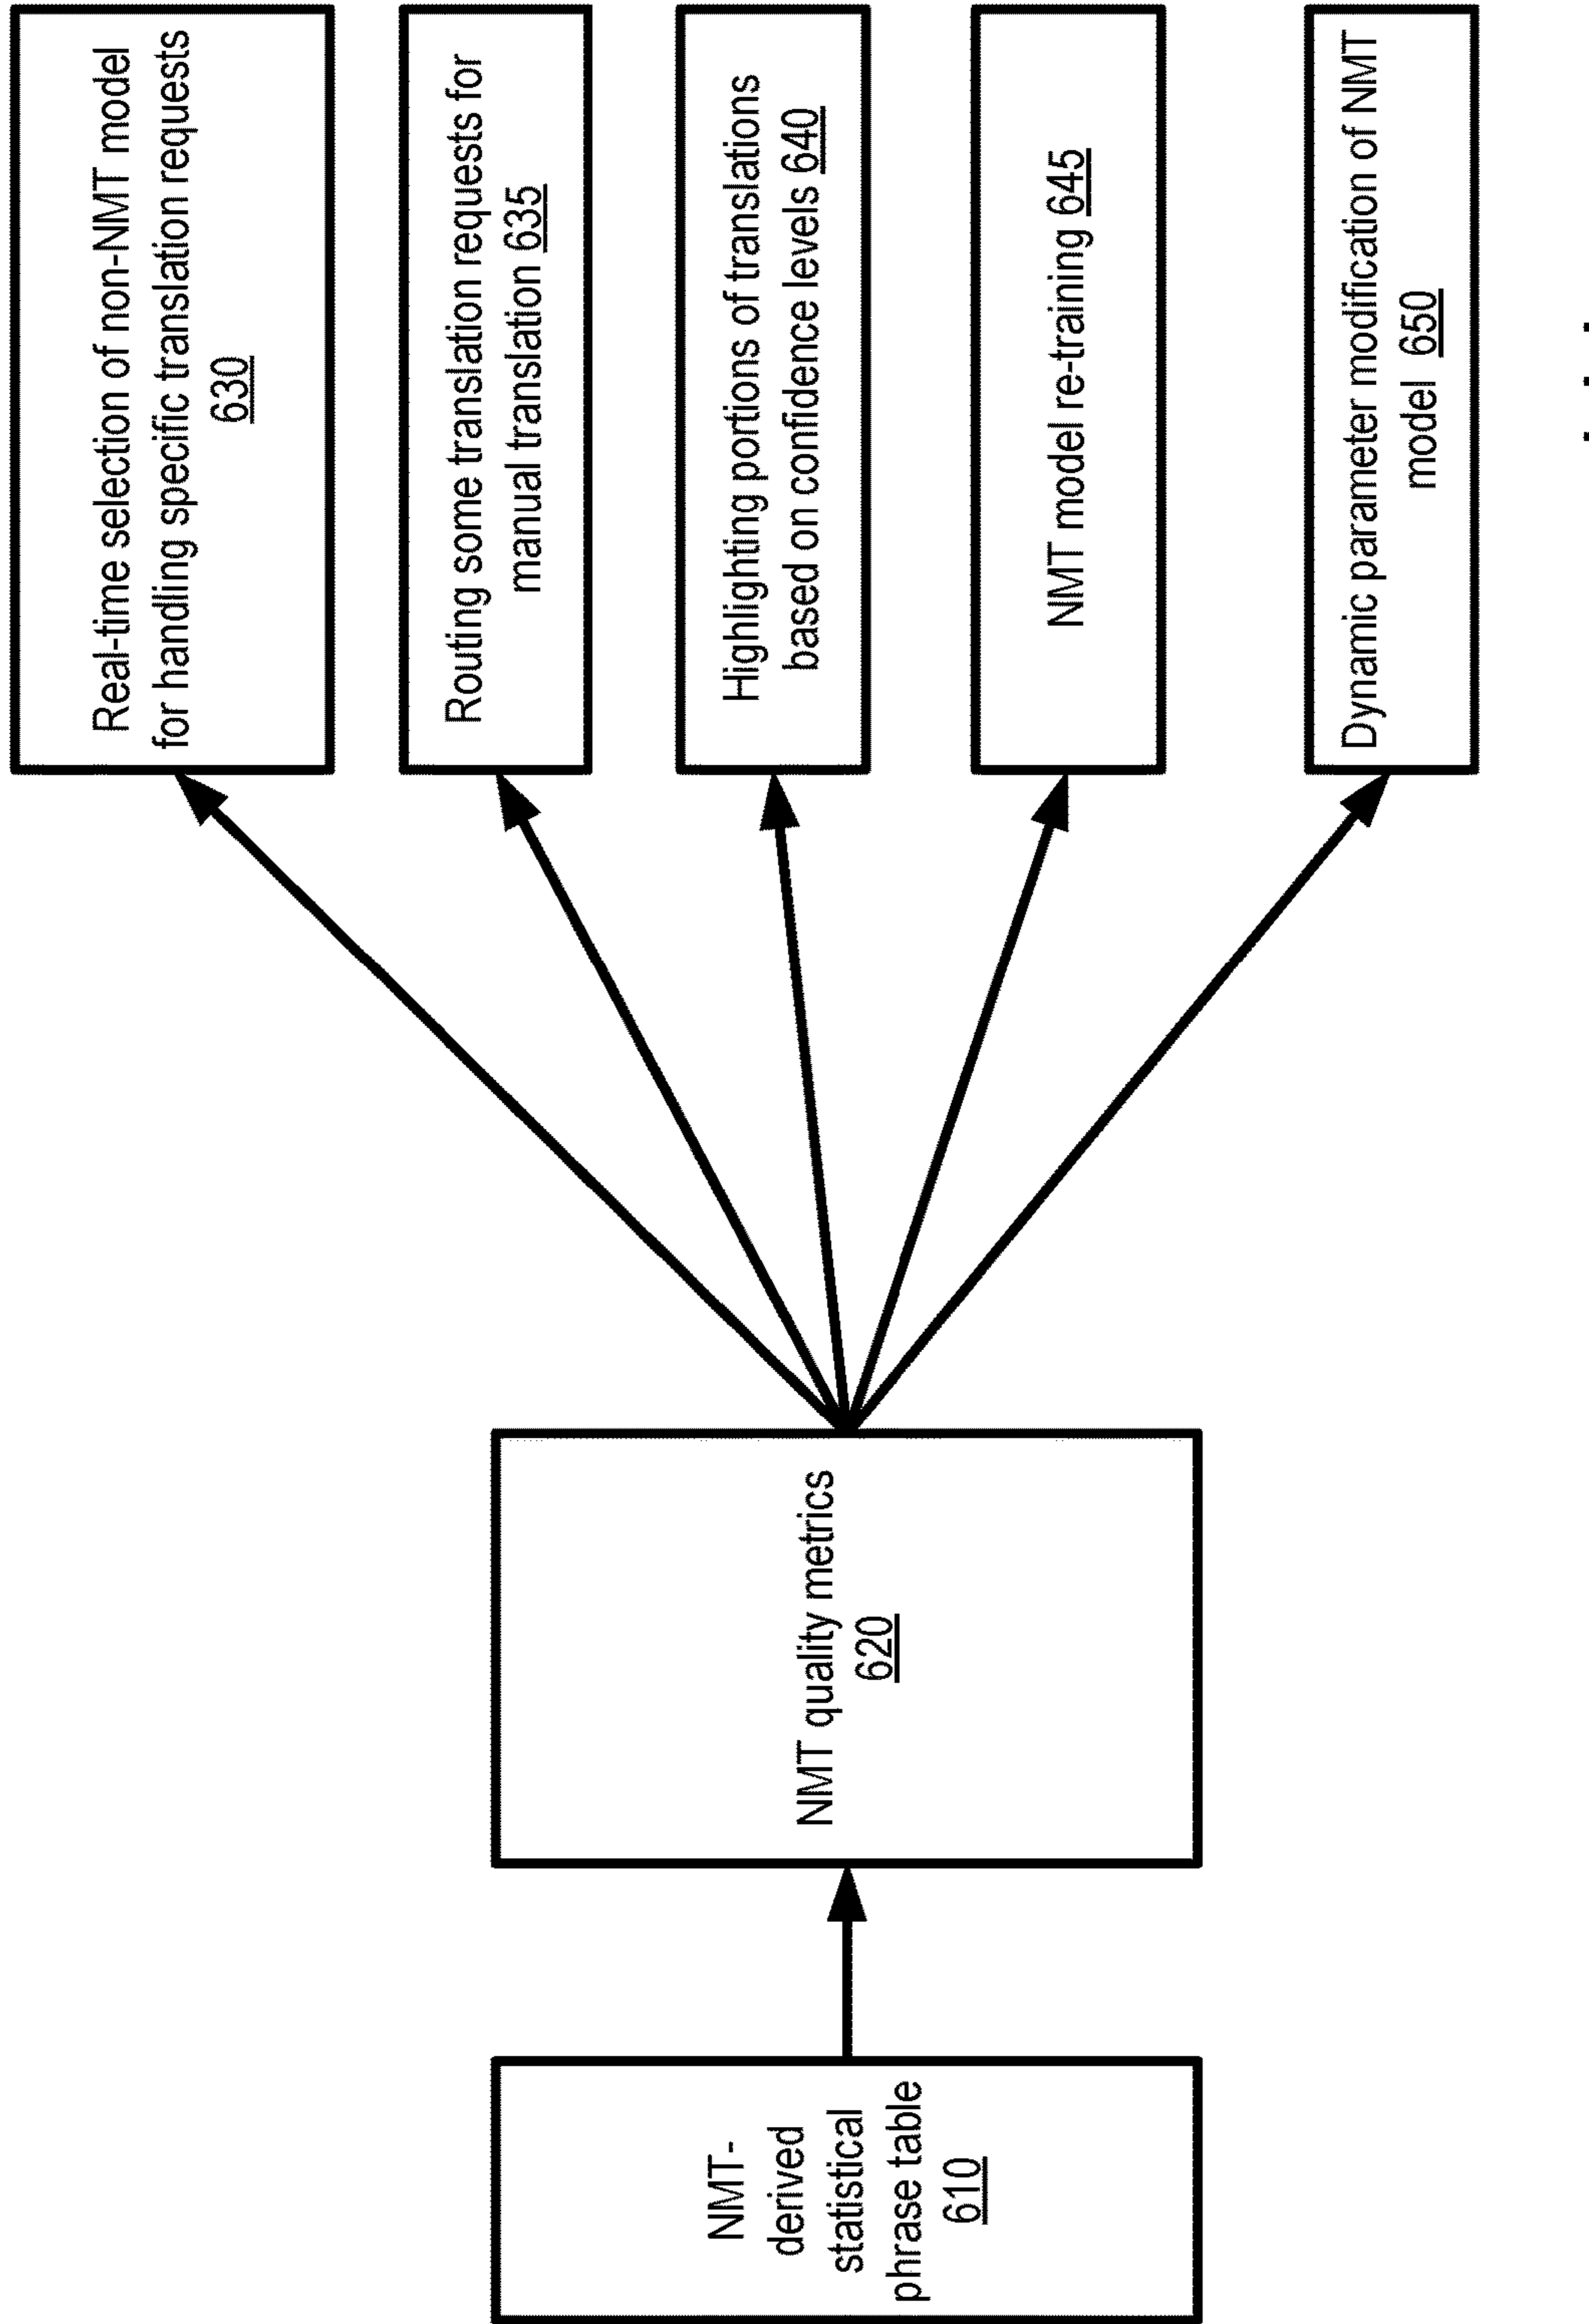 NMT-
derived
statistical
phrase table
610
NMT quality metrics
620
Real-time selection of non-NMT model
for handling specific translation requests
630
Routing some translation requests for
manual translation 635
Highlighting portions of translations
based on confidence levels 640
NMT model re-training 645
Dynamic parameter modification of NMT
model 650